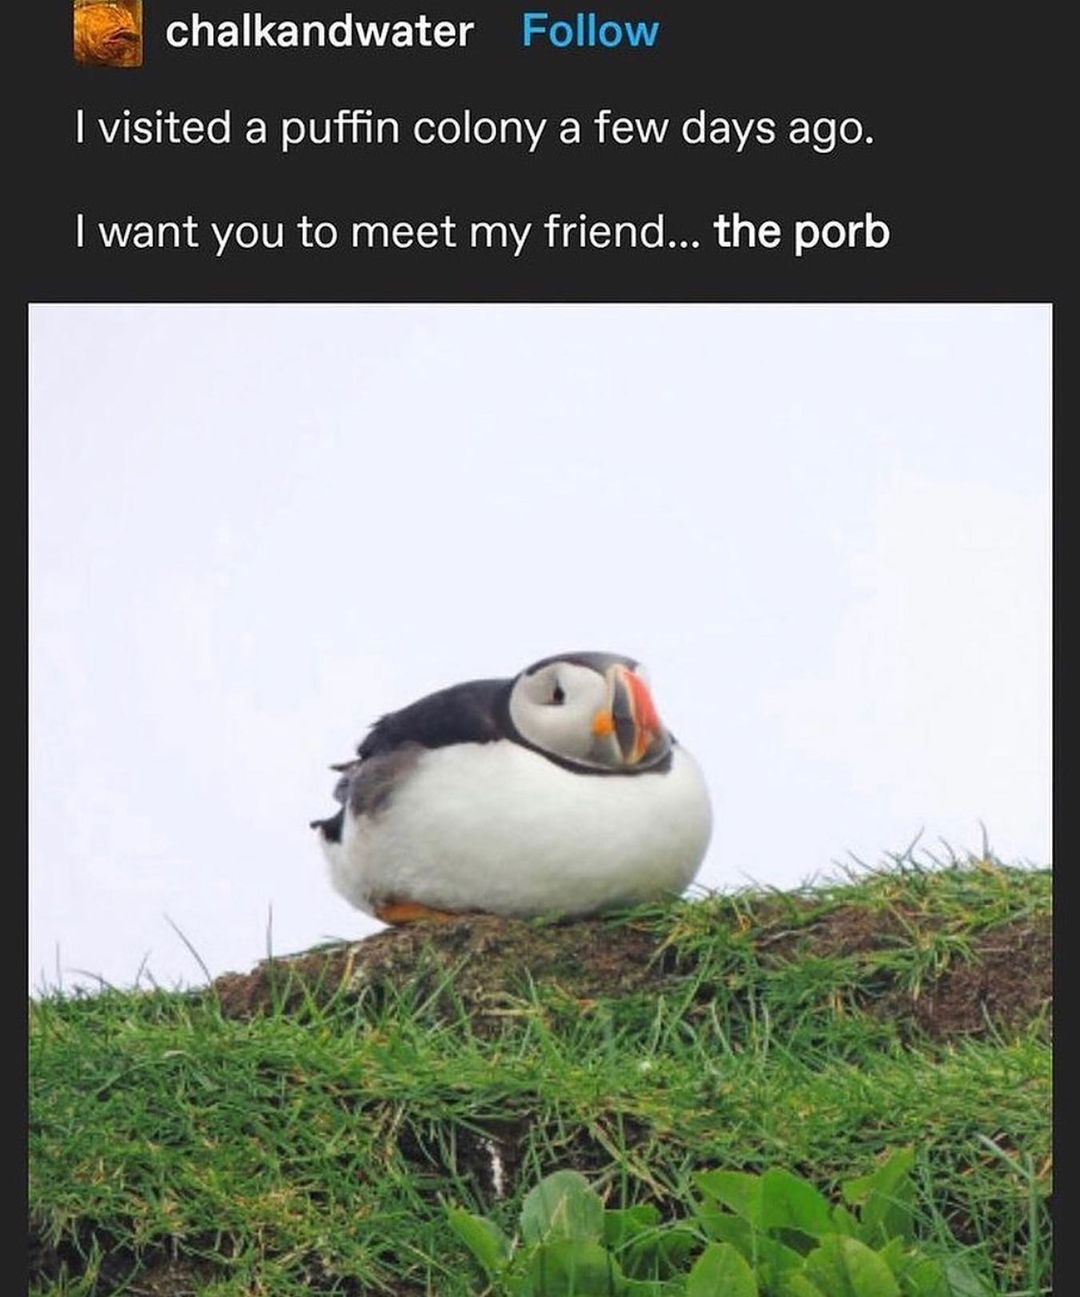 chalkandwater Follow
I visited a puffin colony a few days ago.
I want you to meet my friend... the porb